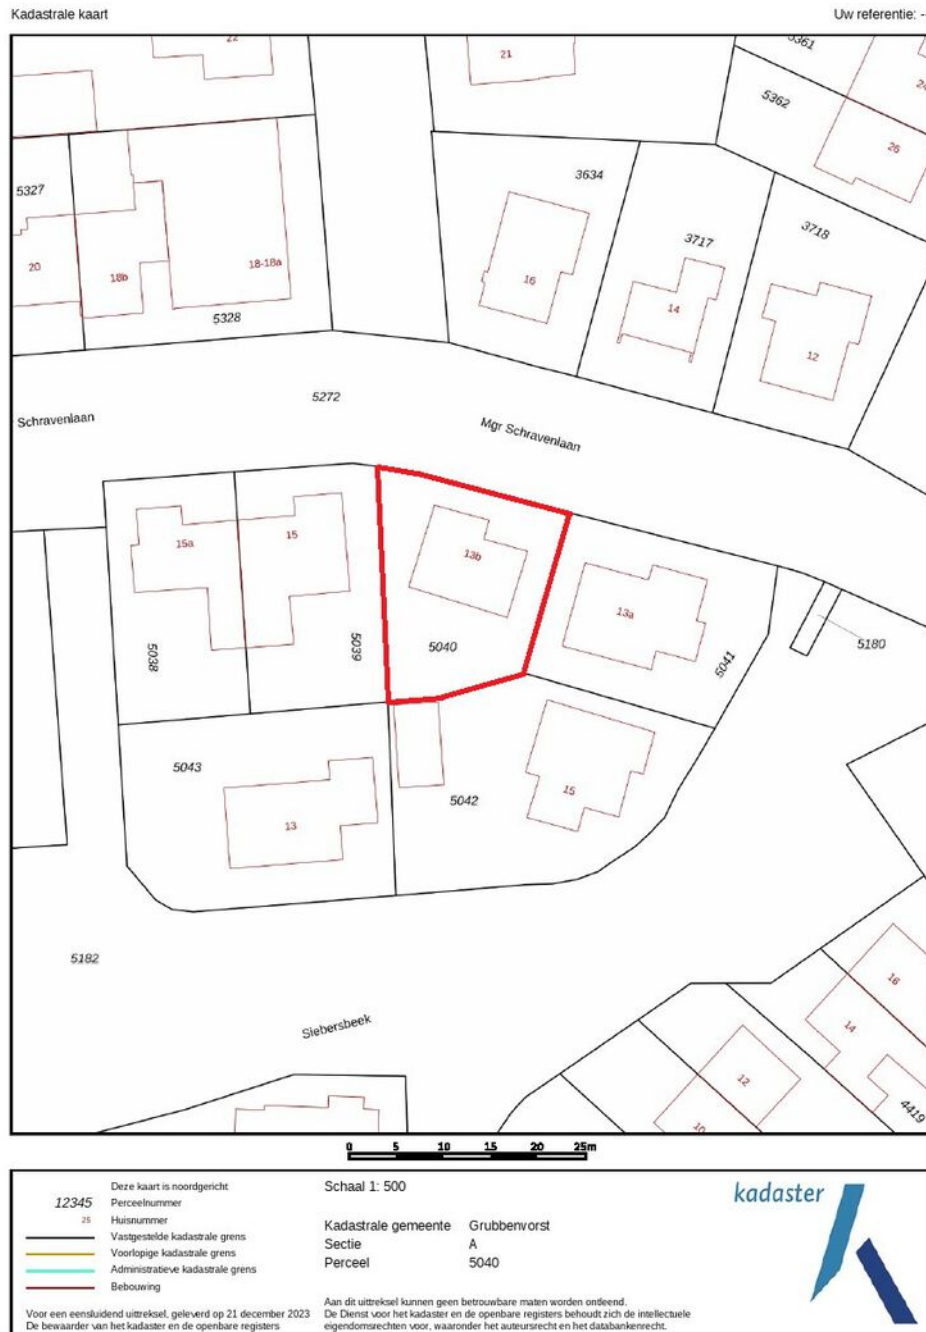 Kadastrale kaart
Uw referentie: -
22
21
5361
5362
24
26
5327
3634
3717
3718
20
18b
18-18a
16
14
12
5328
5272
Schravenlaan
Mgr Schravenlaan
15a
15
13b
13a
5038
5039
5040
5041
5180
5043
5042
13
15
5182
Siebersbeek
16
14
12
10
4419
0 5 10 15 20 25m
Deze kaart is noordgericht
12345 Perceelnummer
25 Huisnummer
Vastgestelde kadastrale grens
Voorlopige kadastrale grens
Administratieve kadastrale grens
Bebouwing
Voor een eensluidend uittreksel, geleverd op 21 december 2023
De bewaarder van het kadaster en de openbare registers
Schaal 1: 500
Kadastrale gemeente Grubbenvorst
Sectie A
Perceel 5040
Aan dit uittreksel kunnen geen betrouwbare maten worden ontleend.
De Dienst voor het kadaster en de openbare registers behoudt zich de intellectuele
eigendomsrechten voor, waaronder het auteursrecht en het databankenrecht.
kadaster